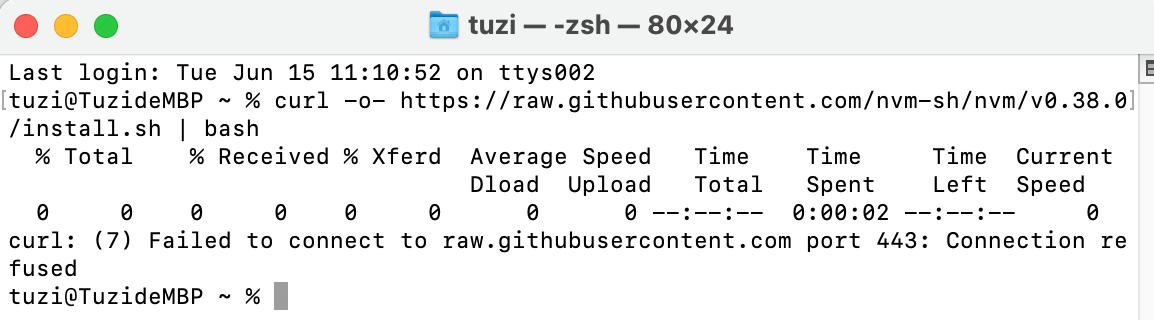 tuzi — -zsh — 80×24
Last login: Tue Jun 15 11:10:52 on ttys002
[tuzi@TuzideMBP ~ % curl -o- https://raw.githubusercontent.com/nvm-sh/nvm/v0.38.0]
/install.sh | bash
  % Total    % Received % Xferd  Average Speed   Time    Time     Time  Current
                                 Dload  Upload   Total   Spent    Left  Speed
  0     0    0     0    0     0      0      0 --:--:--  0:00:02 --:--:--     0
curl: (7) Failed to connect to raw.githubusercontent.com port 443: Connection re
fused
tuzi@TuzideMBP ~ %